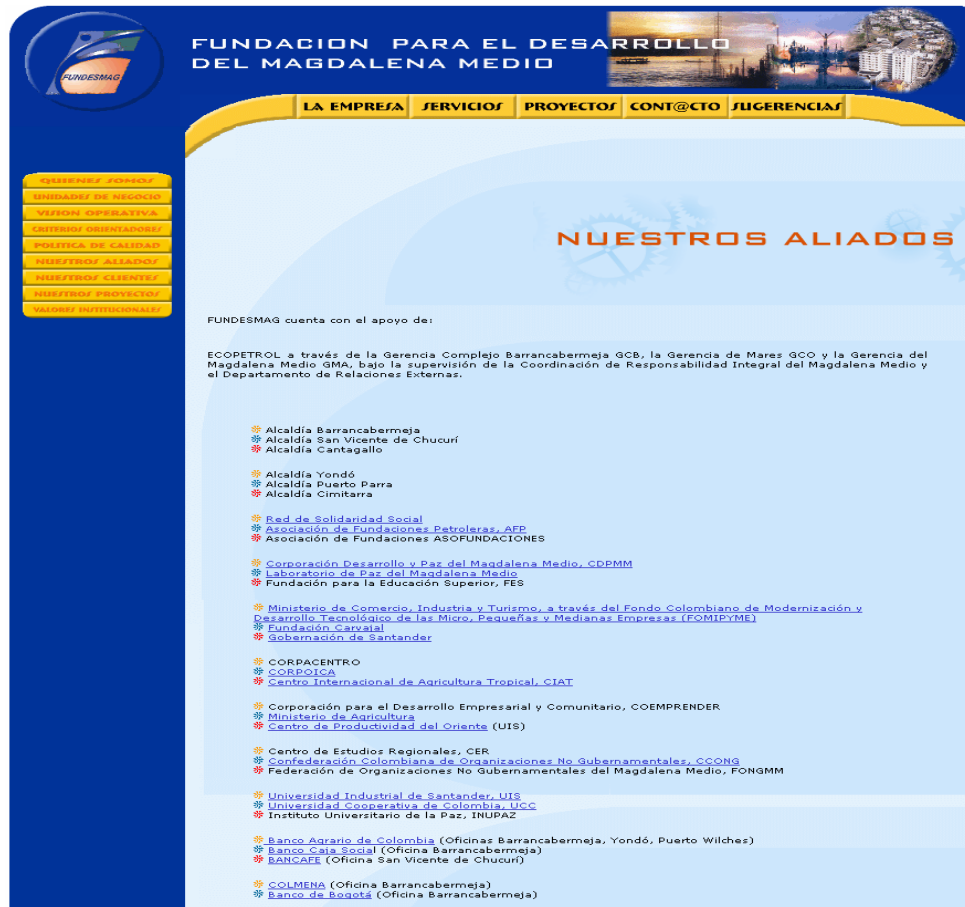 FUNDESMAG
FUNDACION PARA EL DESARROLLO
DEL MAGDALENA MEDIO
LA EMPRESA SERVICIOS PROYECTOS CONT@CTO SUGERENCIAS
QUIENES SOMOS
UNIDADES DE NEGOCIO
VISION OPERATIVA
CRITERIOS ORIENTADORES
POLITICA DE CALIDAD
NUESTROS ALIADOS
NUESTROS CLIENTES
NUESTROS PROYECTOS
VALORES INSTITUCIONALES
NUESTROS ALIADOS
FUNDESMAG cuenta con el apoyo de:
ECOPETROL a través de la Gerencia Complejo Barrancabermeja GCB, la Gerencia de Mares GCO y la Gerencia del
Magdalena Medio GMA, bajo la supervisión de la Coordinación de Responsabilidad Integral del Magdalena Medio y
el Departamento de Relaciones Externas.
Alcaldía Barrancabermeja
Alcaldía San Vicente de Chucurí
Alcaldía Cantagallo
Alcaldía Yondó
Alcaldía Puerto Parra
Alcaldía Cimitarra
Red de Solidaridad Social
Asociación de Fundaciones Petroleras, AFP
Asociación de Fundaciones ASOFUNDACIONES
Corporación Desarrollo y Paz del Magdalena Medio, CDPMM
Laboratorio de Paz del Magdalena Medio
Fundación para la Educación Superior, FES
Ministerio de Comercio, Industria y Turismo, a través del Fondo Colombiano de Modernización y
Desarrollo Tecnológico de las Micro, Pequeñas y Medianas Empresas (FOMIPYME)
Fundación Carvajal
Gobernación de Santander
CORPACENTRO
CORPOICA
Centro Internacional de Agricultura Tropical, CIAT
Corporación para el Desarrollo Empresarial y Comunitario, COEMPRENDER
Ministerio de Agricultura
Centro de Productividad del Oriente (UIS)
Centro de Estudios Regionales, CER
Confederación Colombiana de Organizaciones No Gubernamentales, CCONG
Federación de Organizaciones No Gubernamentales del Magdalena Medio, FONGMM
Universidad Industrial de Santander, UIS
Universidad Cooperativa de Colombia, UCC
Instituto Universitario de la Paz, INUPAZ
Banco Agrario de Colombia (Oficinas Barrancabermeja, Yondó, Puerto Wilches)
Banco Caja Social (Oficina Barrancabermeja)
BANCAFE (Oficina San Vicente de Chucurí)
COLMENA (Oficina Barrancabermeja)
Banco de Bogotá (Oficina Barrancabermeja)